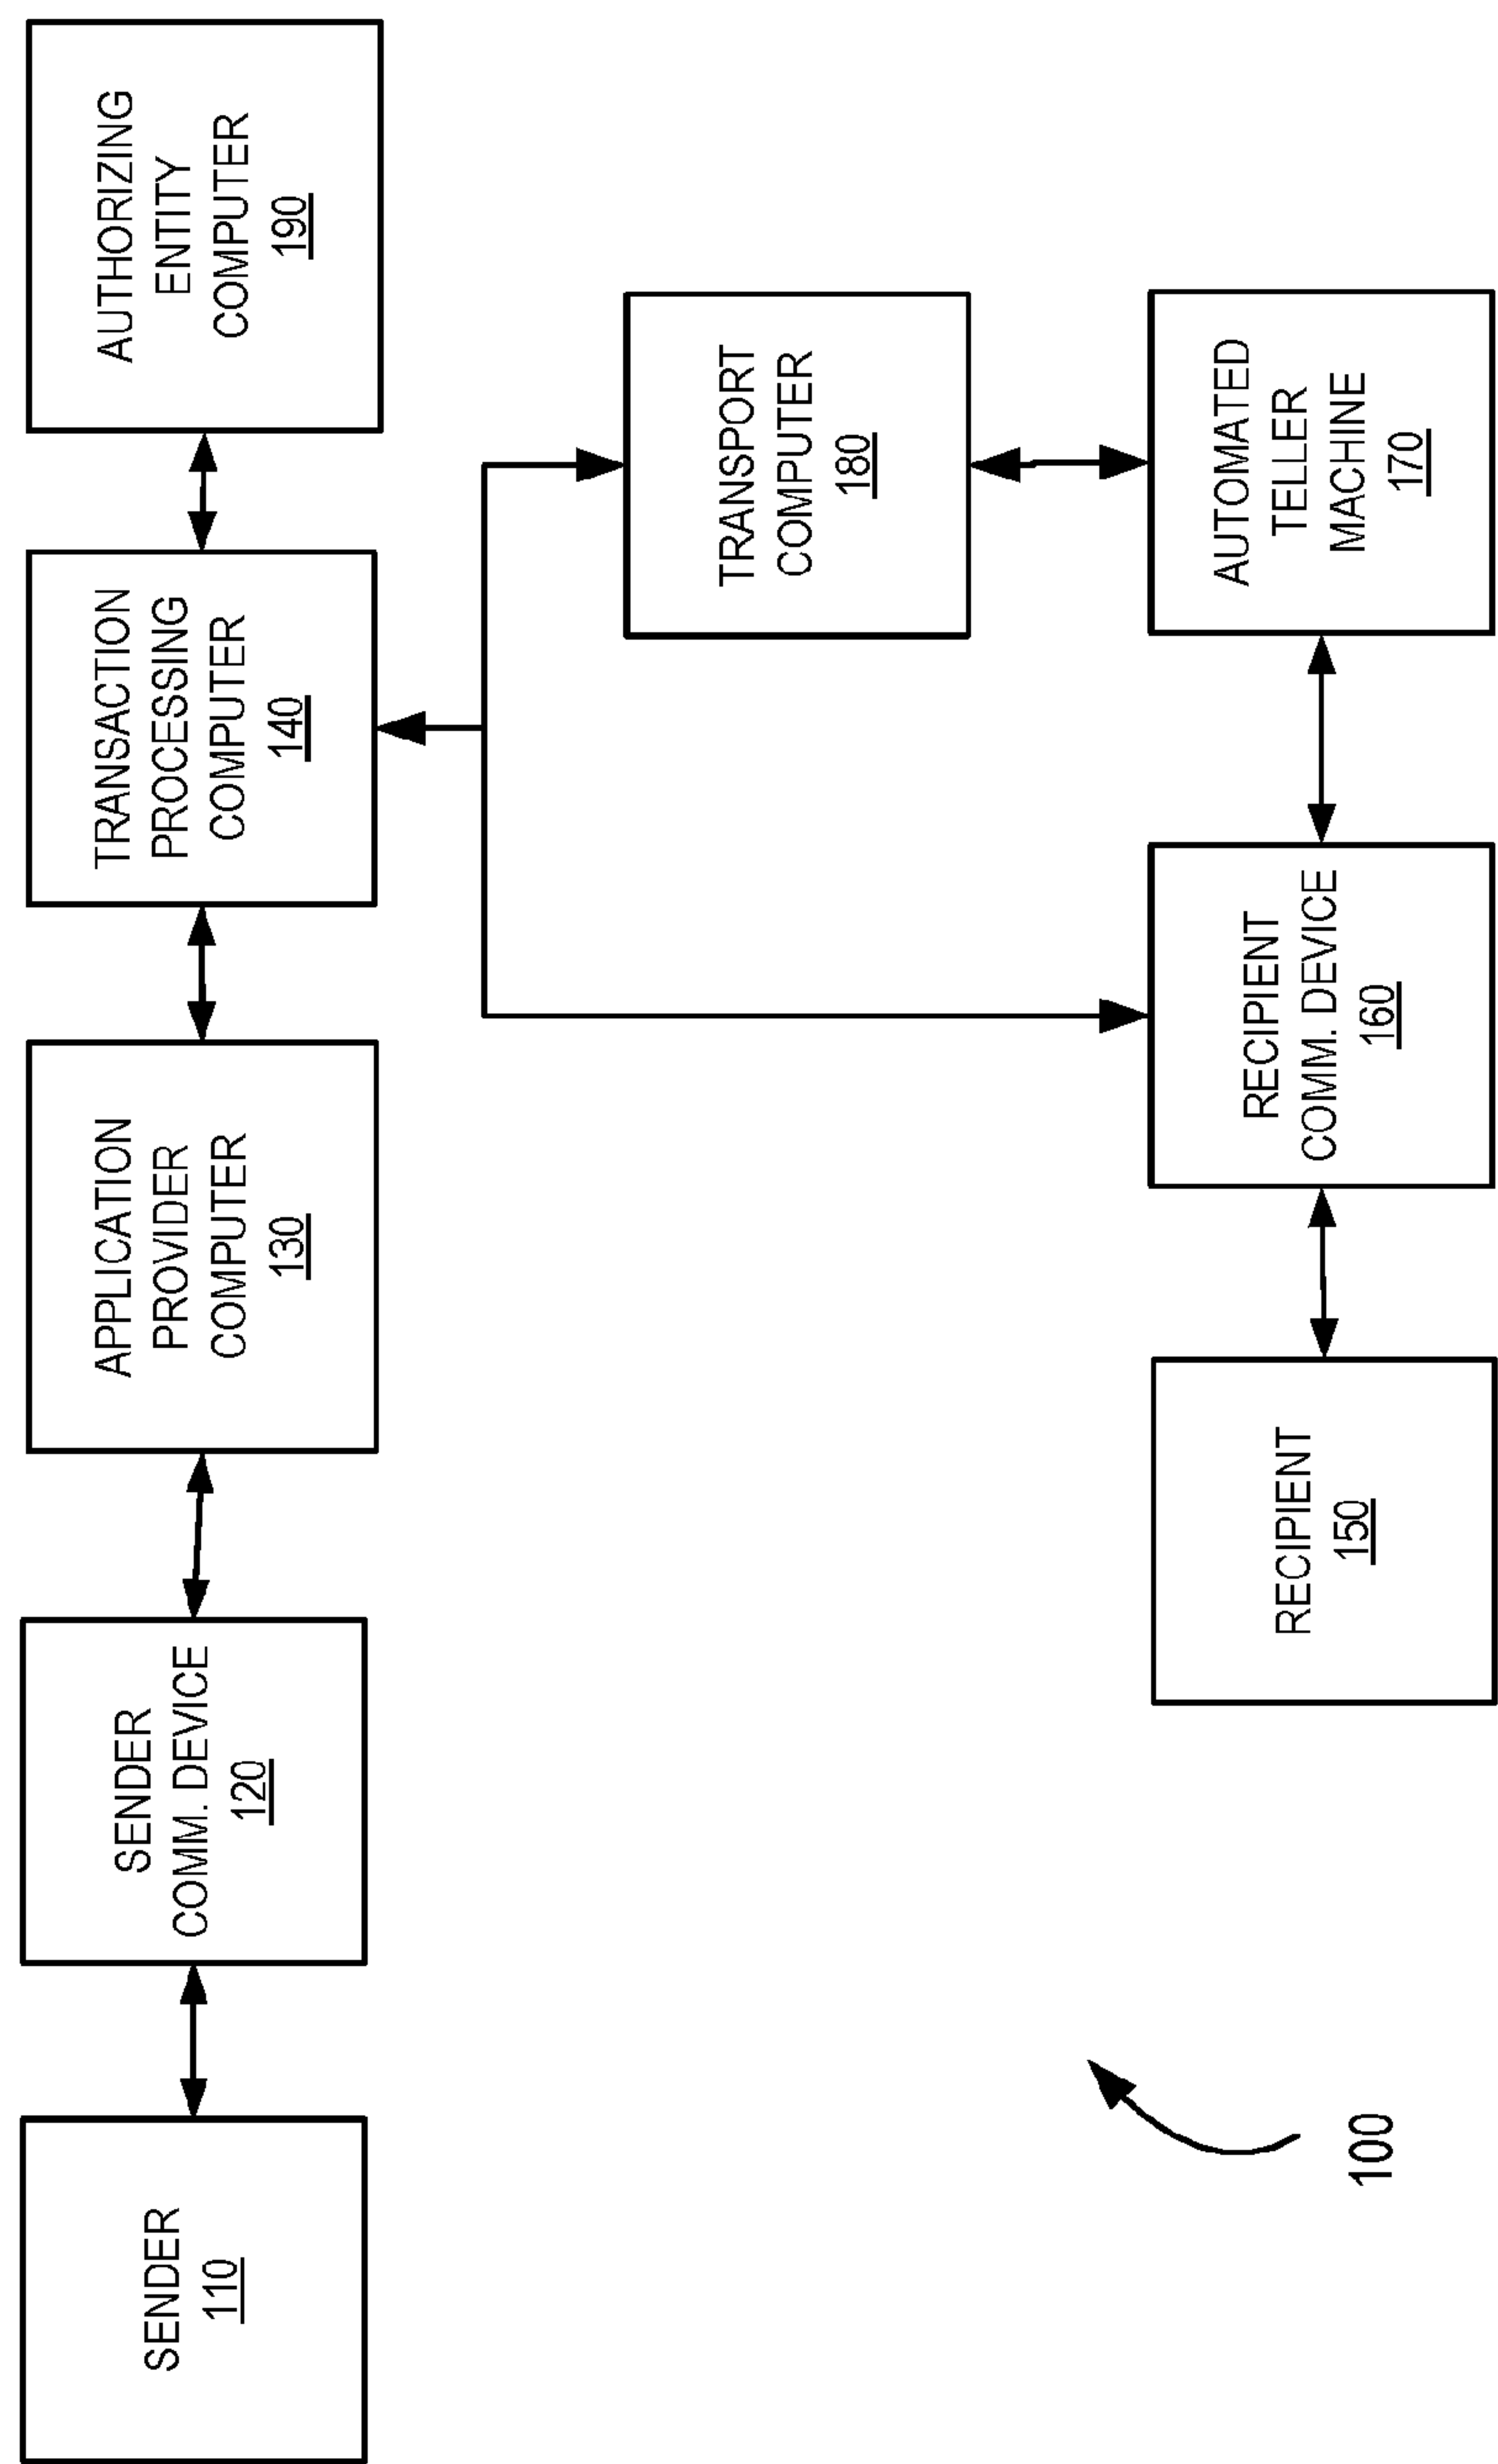 SENDER
110
SENDER
COMM. DEVICE
120
APPLICATION
PROVIDER
COMPUTER
130
TRANSACTION
PROCESSING
COMPUTER
140
AUTHORIZING
ENTITY
COMPUTER
190
TRANSPORT
COMPUTER
180
RECIPIENT
150
RECIPIENT
COMM. DEVICE
160
AUTOMATED
TELLER
MACHINE
170
100